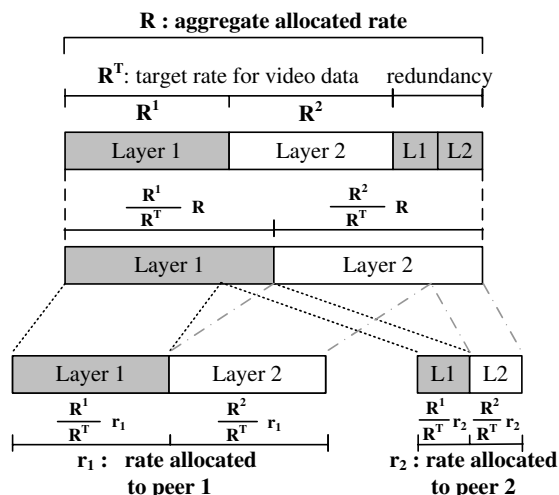 R : aggregate allocated rate
R^T: target rate for video data redundancy
R^1 R^2
Layer 1 Layer 2 L1 L2
R^1/R^T R R^2/R^T R
Layer 1 Layer 2
Layer 1 Layer 2 L1 L2
R^1/R^T r_1 R^2/R^T r_1 R^1/R^T r_2 R^2/R^T r_2
r_1 : rate allocated to peer 1
r_2 : rate allocated to peer 2